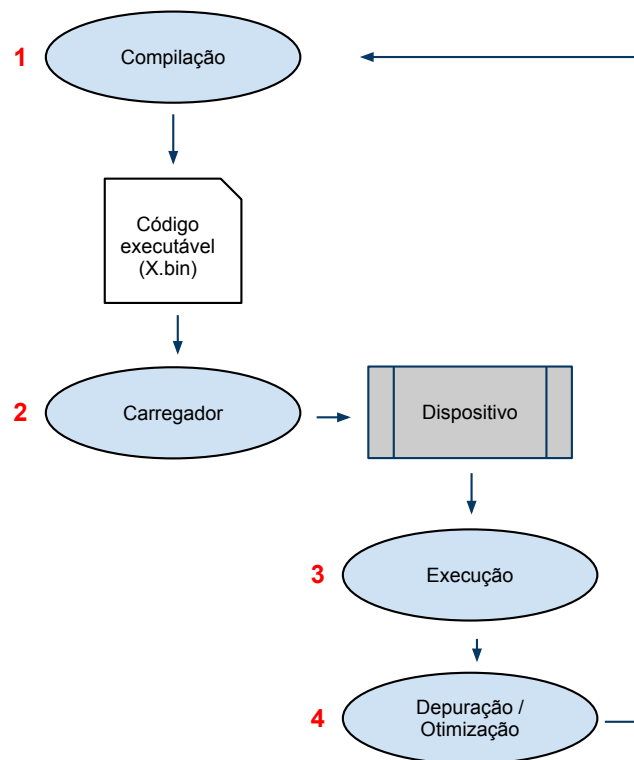 1
Compilação
Código
executável
(X.bin)
2
Carregador
Dispositivo
3
Execução
4
Depuração /
Otimização